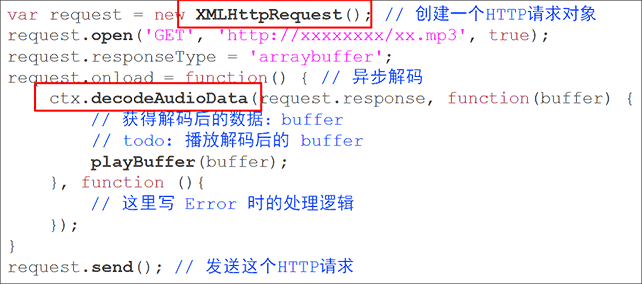 var request = new XMLHttpRequest(); // 创建一个HTTP请求对象
request.open('GET', 'http://xxxxxxxx/xx.mp3', true);
request.responseType = 'arraybuffer';
request.onload = function() { // 异步解码
ctx.decodeAudioData(request.response, function(buffer) {
// 获得解码后的数据：buffer
// todo: 播放解码后的 buffer
playBuffer(buffer);
}, function (){
// 这里写 Error 时的处理逻辑
});
}
request.send(); // 发送这个HTTP请求